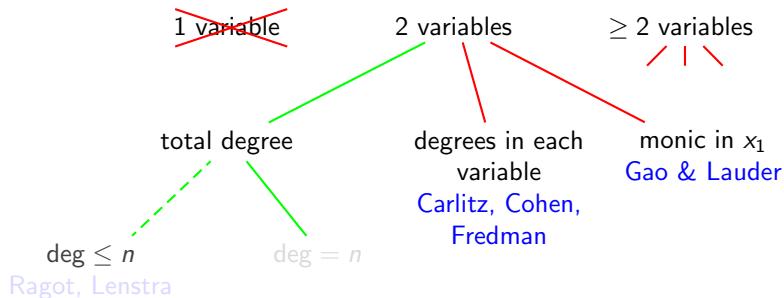 1 variable
2 variables
≥ 2 variables
total degree
degrees in each
variable
Carlitz, Cohen,
Fredman
monic in x₁
Gao & Lauder
deg ≤ n
Ragot, Lenstra
deg = n